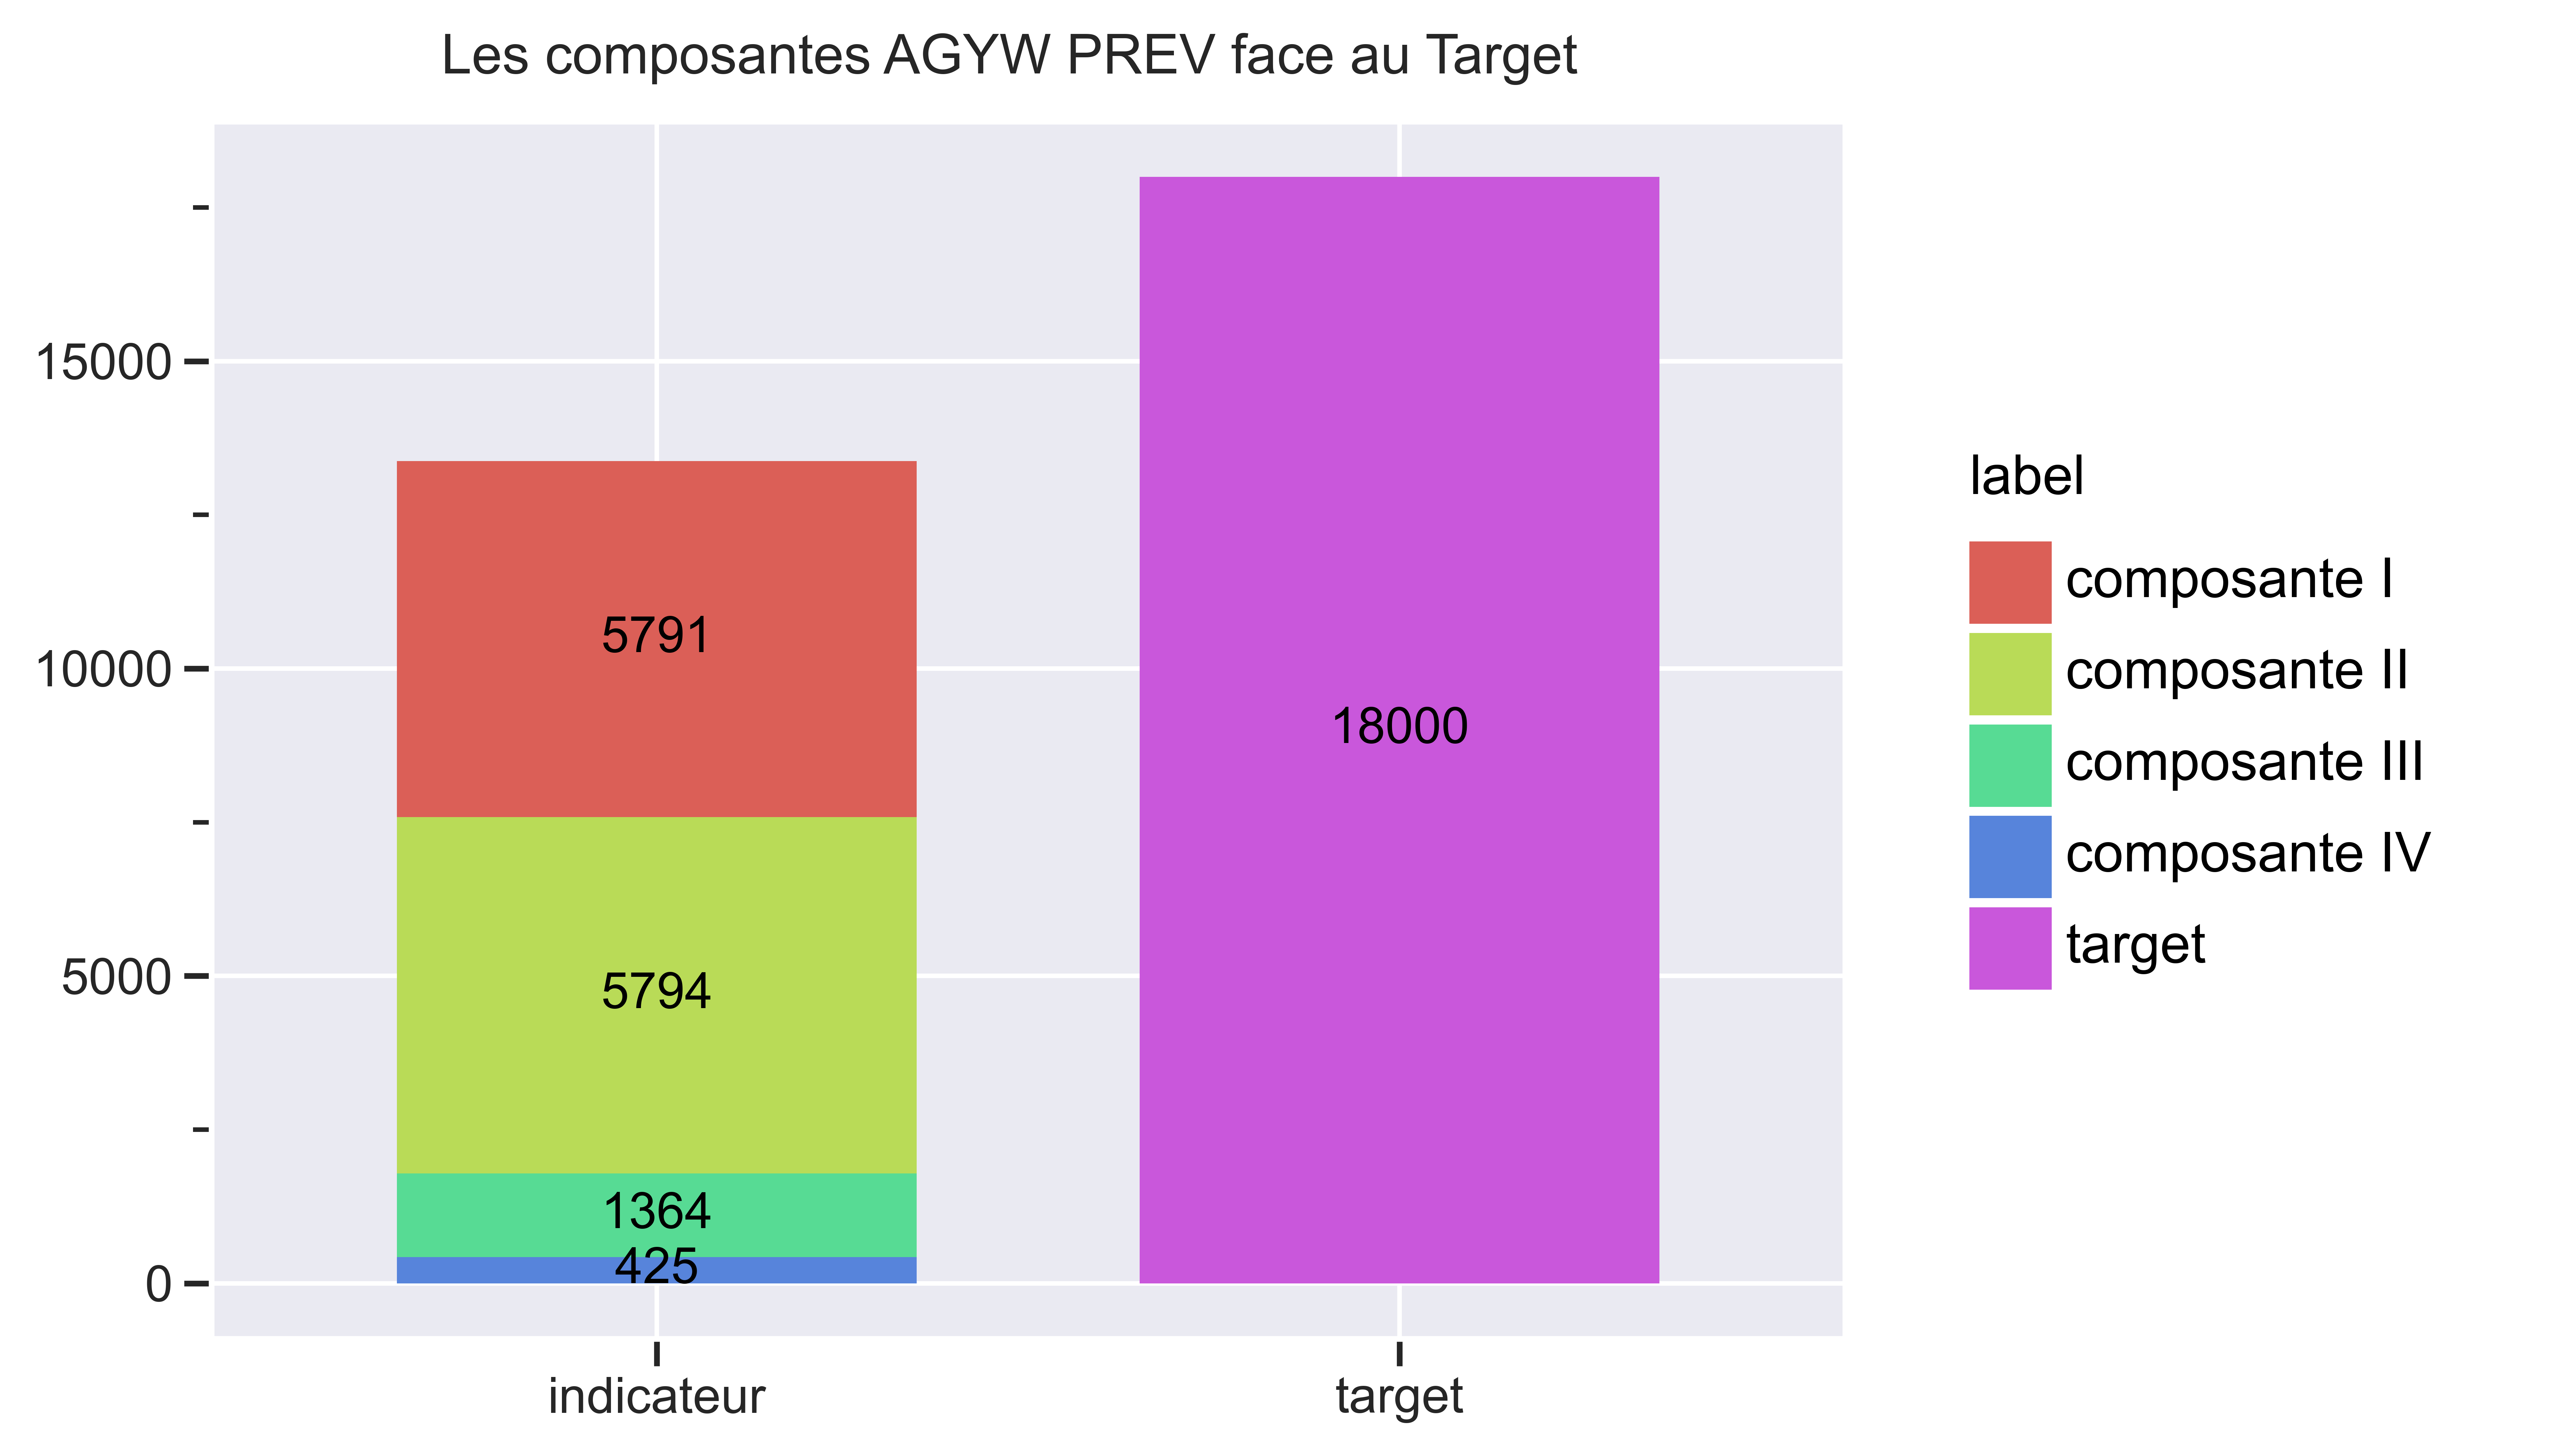 Les composantes AGYW PREV face au Target
15000
10000
5000
0
5791
5794
1364
425
18000
indicateur
target
label
composante I
composante II
composante III
composante IV
target